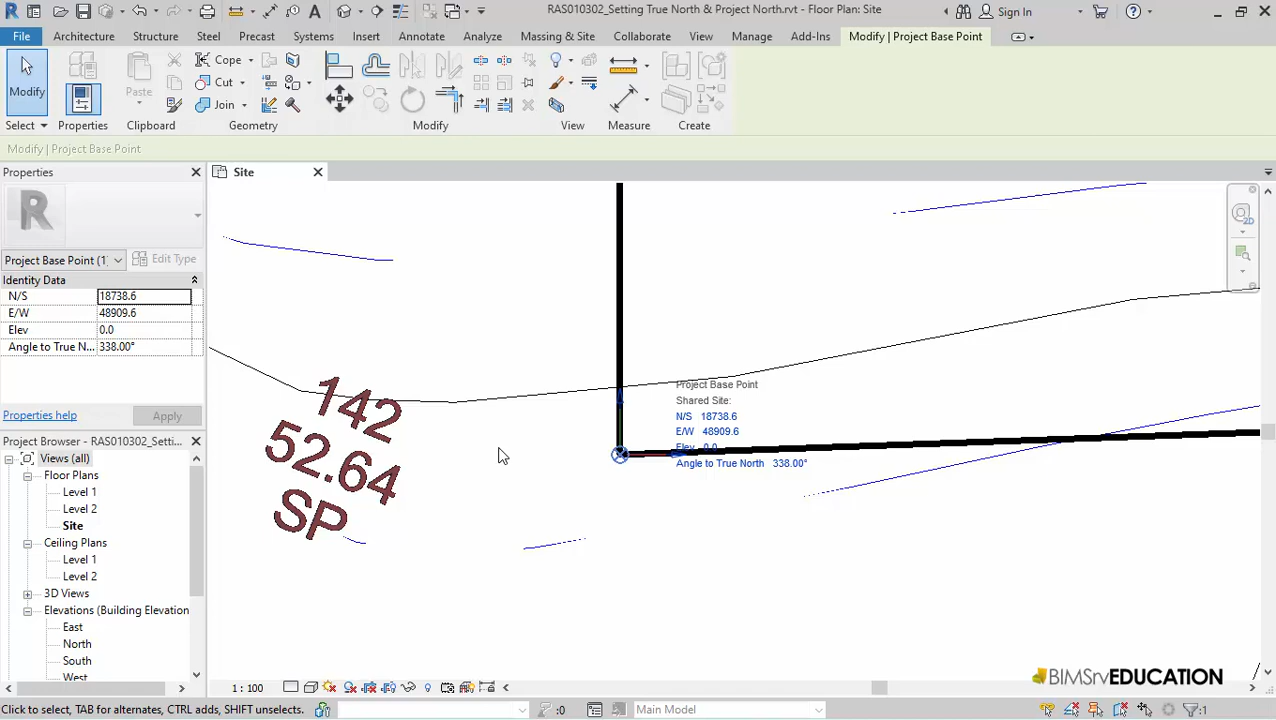 RAS010302_Setting True North & Project North.rvt - Floor Plan: Site
Sign In
File Architecture Structure Steel Precast Systems Insert Annotate Analyze Massing & Site Collaborate View Manage Add-Ins Modify | Project Base Point
Modify Properties Paste Cope Cut Join
Select Properties Clipboard Geometry Modify View Measure Create
Modify | Project Base Point
Properties
Site
Project Base Point (1)
Edit Type
Identity Data
N/S 18738.6
E/W 48909.6
Elev 0.0
Angle to True N... 338.00°
Properties help
Apply
Project Browser - RAS010302_Setti...
Views (all)
Floor Plans
Level 1
Level 2
Site
Ceiling Plans
Level 1
Level 2
3D Views
Elevations (Building Elevation
East
North
South
West
142
52.64
SP
Project Base Point
Shared Site:
N/S 18738.6
E/W 48909.6
Elev 0.0
Angle to True North 338.00°
2D
BIMSrvEDUCATION
1 : 100
Click to select, TAB for alternates, CTRL adds, SHIFT unselects.
:0
Main Model
:1